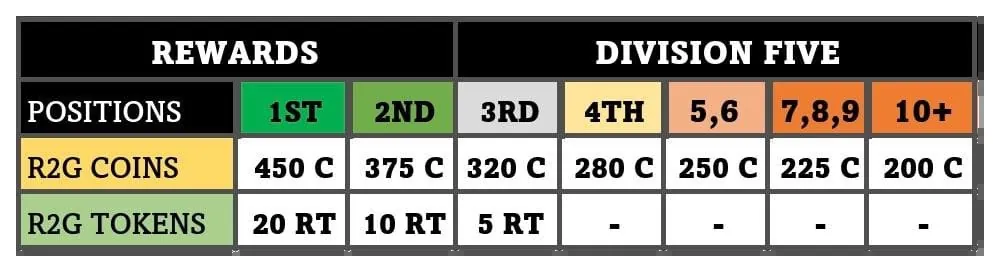 REWARDS DIVISION FIVE
POSITIONS 1ST 2ND 3RD 4TH 5,6 7,8,9 10+
R2G COINS 450 C 375 C 320 C 280 C 250 C 225 C 200 C
R2G TOKENS 20 RT 10 RT 5 RT - - - -